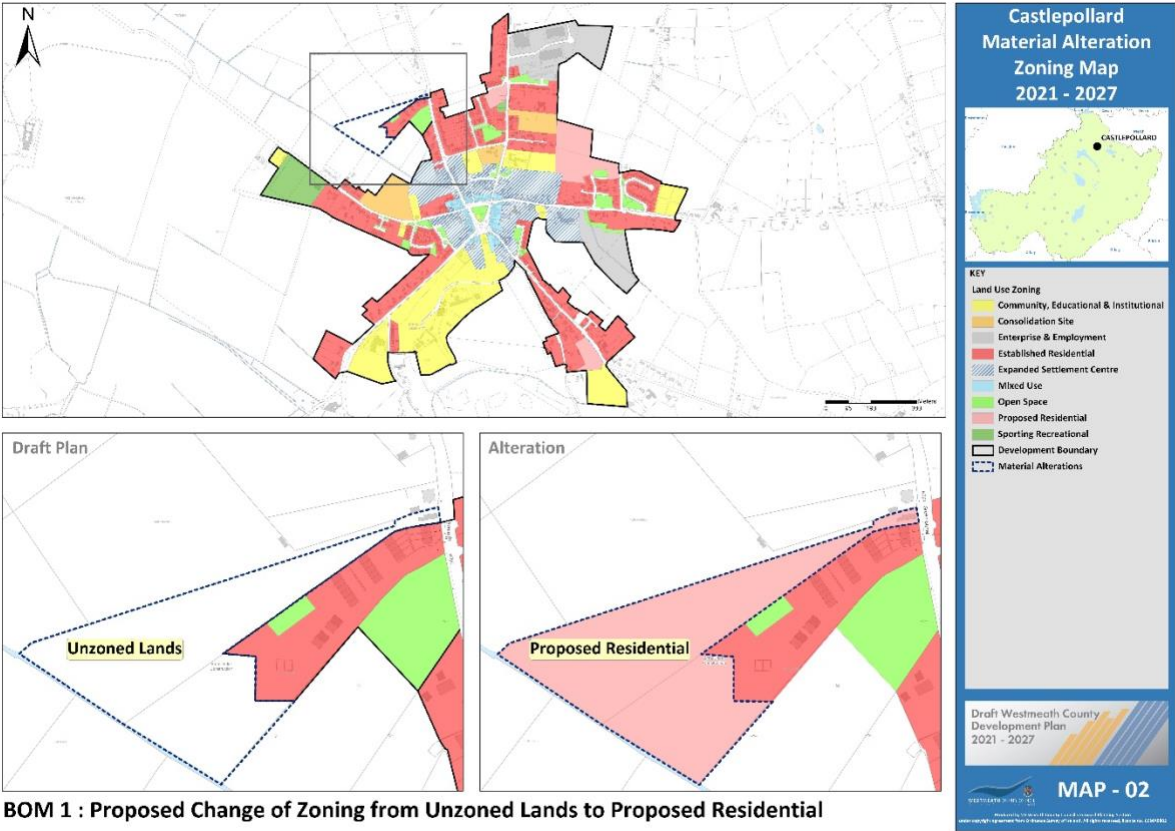 N
Castlepollard
Material Alteration
Zoning Map
2021 - 2027
CASTLEPOLLARD
KEY
Land Use Zoning
Community, Educational & Institutional
Consolidation Site
Enterprise & Employment
Established Residential
Expanded Settlement Centre
Mixed Use
Open Space
Proposed Residential
Sporting Recreational
Development Boundary
Material Alterations
Meters
Draft Plan
Unzoned Lands
Alteration
Proposed Residential
BOM 1 : Proposed Change of Zoning from Unzoned Lands to Proposed Residential
Draft Westmeath County
Development Plan
2021 - 2027
MAP - 02